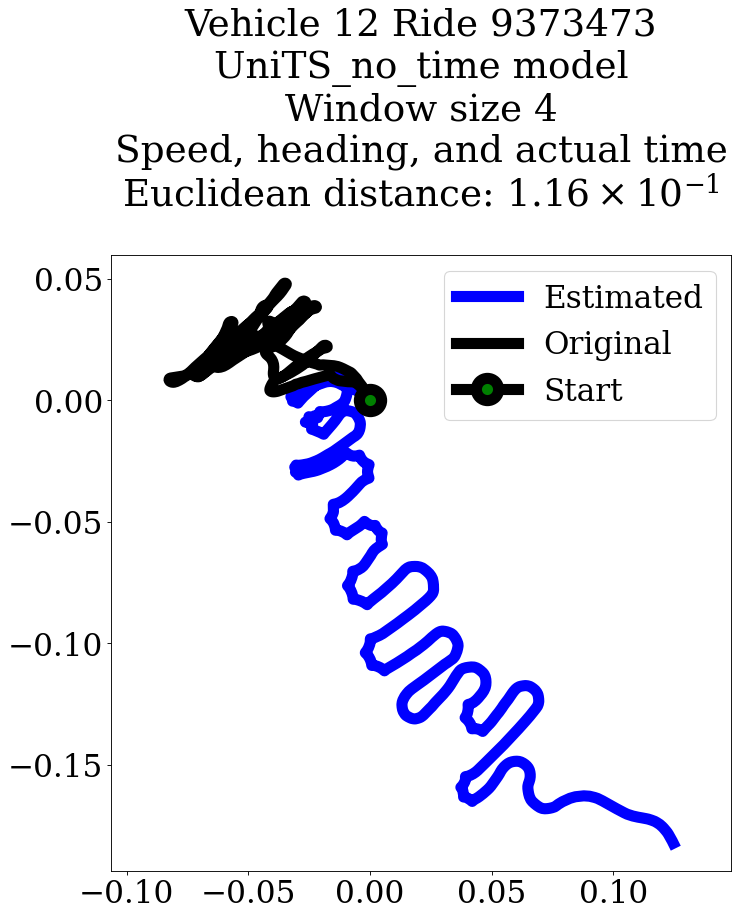 Vehicle 12 Ride 9373473
UniTS_no_time model
Window size 4
Speed, heading, and actual time
Euclidean distance: 1.16 × 10⁻¹
Estimated
Original
Start
0.05
0.00
−0.05
−0.10
−0.15
−0.10 −0.05 0.00 0.05 0.10